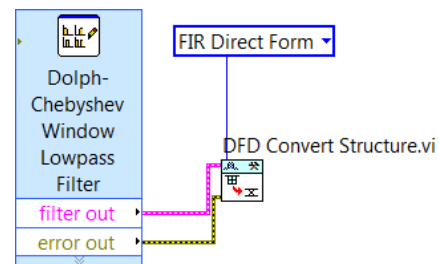 FIR Direct Form
Dolph-
Chebyshev
Window
Lowpass
Filter
DFD Convert Structure.vi
filter out
error out